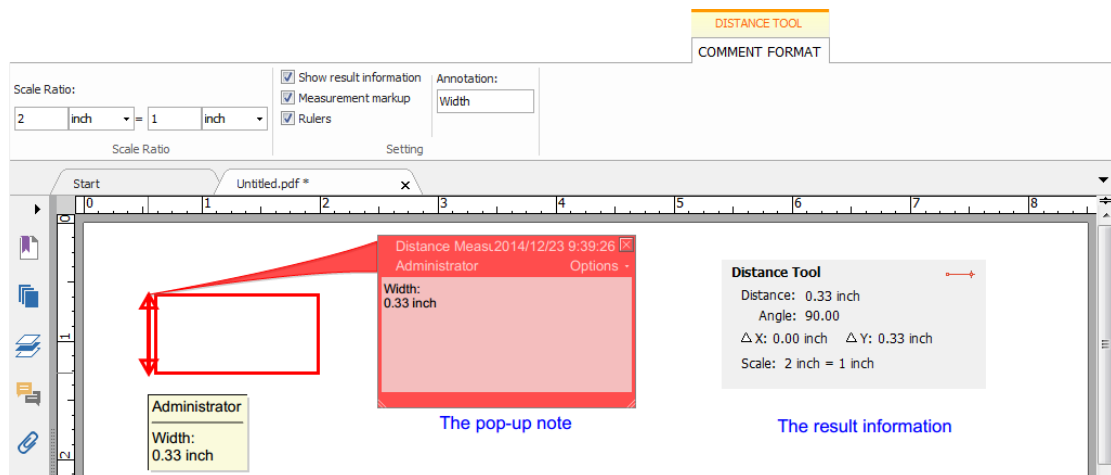 DISTANCE TOOL
COMMENT FORMAT
Scale Ratio:
2 inch = 1 inch
Scale Ratio
Show result information
Measurement markup
Rulers
Annotation:
Width
Setting
Start
Untitled.pdf * x
0 1 2 3 4 5 6 7 8
0
1
2
Distance Measu2014/12/23 9:39:26
Administrator Options
Width:
0.33 inch
The pop-up note
Administrator
Width:
0.33 inch
Distance Tool
Distance: 0.33 inch
Angle: 90.00
△ X: 0.00 inch △ Y: 0.33 inch
Scale: 2 inch = 1 inch
The result information